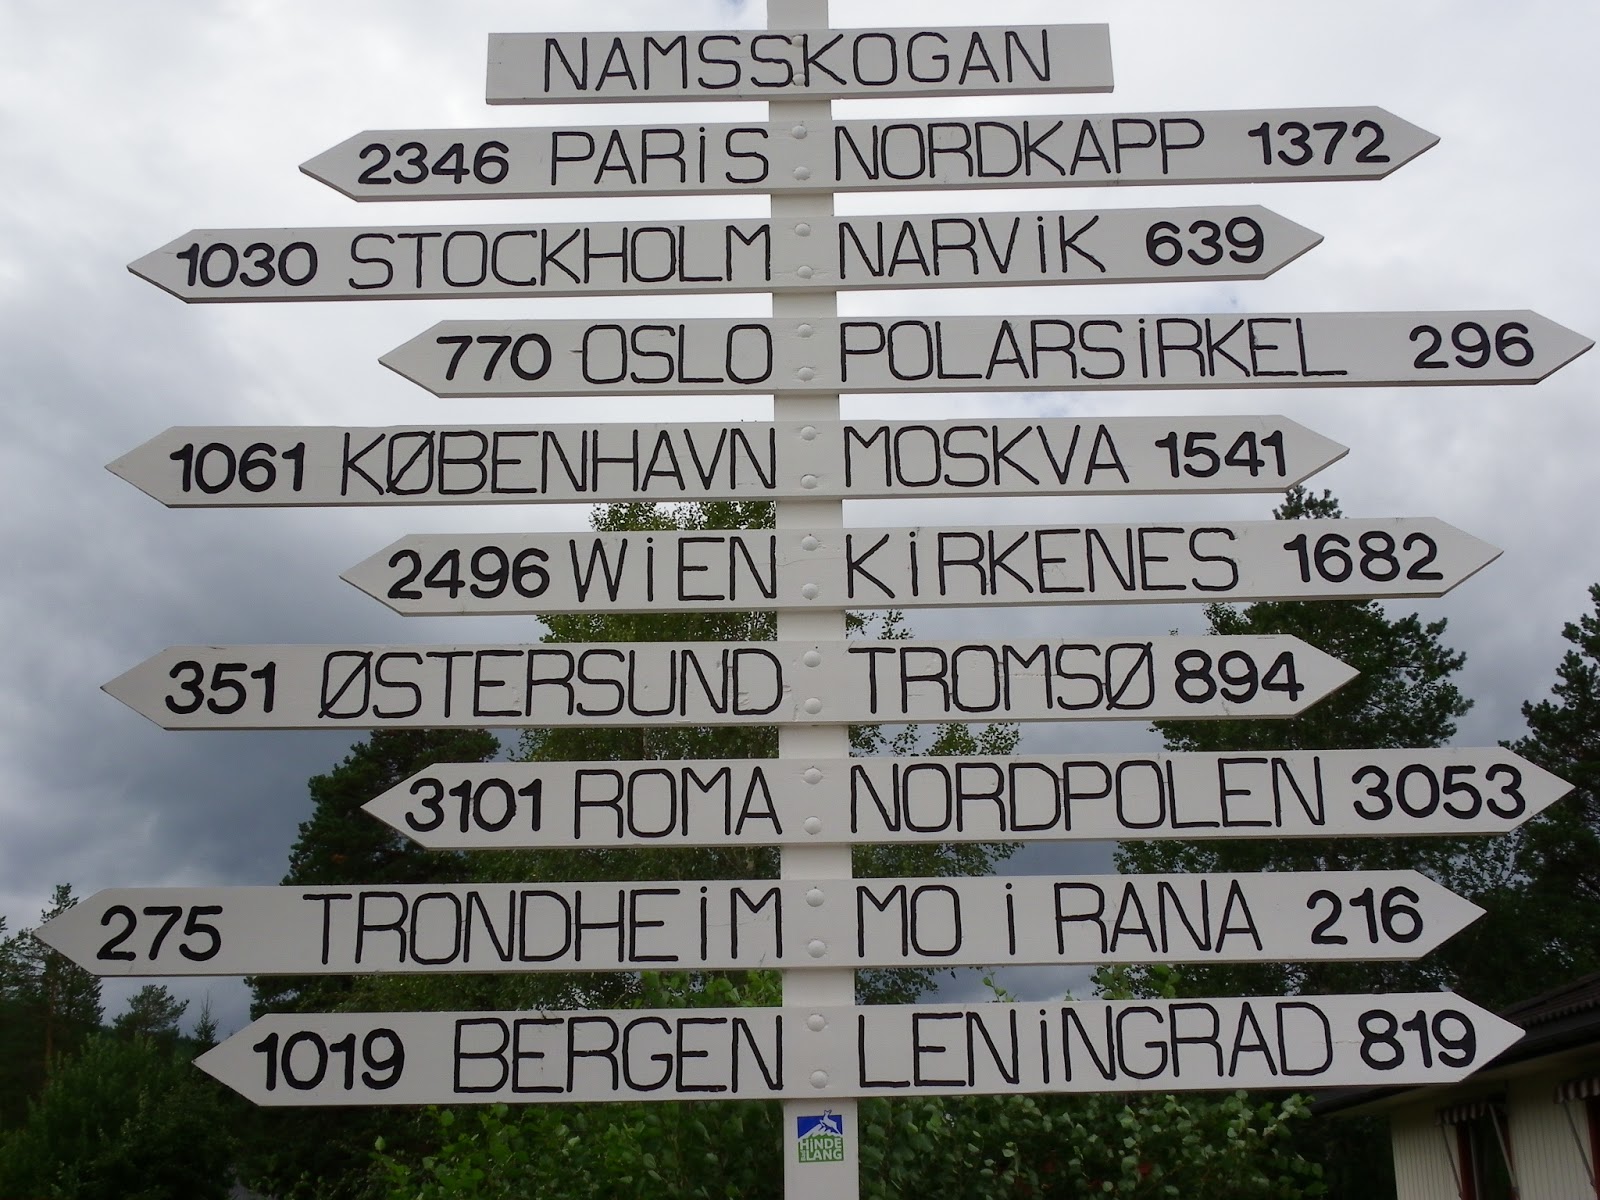 NAMSSKOGAN
2346 PARiS NORDKAPP 1372
1030 STOCKHOLM NARViK 639
770 OSLO POLARSiRKEL 296
1061 KØBENHAVN MOSKVA 1541
2496 WiEN KiRKENES 1682
351 ØSTERSUND TROMSØ 894
3101 ROMA NORDPOLEN 3053
275 TRONDHEiM MO i RANA 216
1019 BERGEN LENiNGRAD 819
HiNDE
LANG